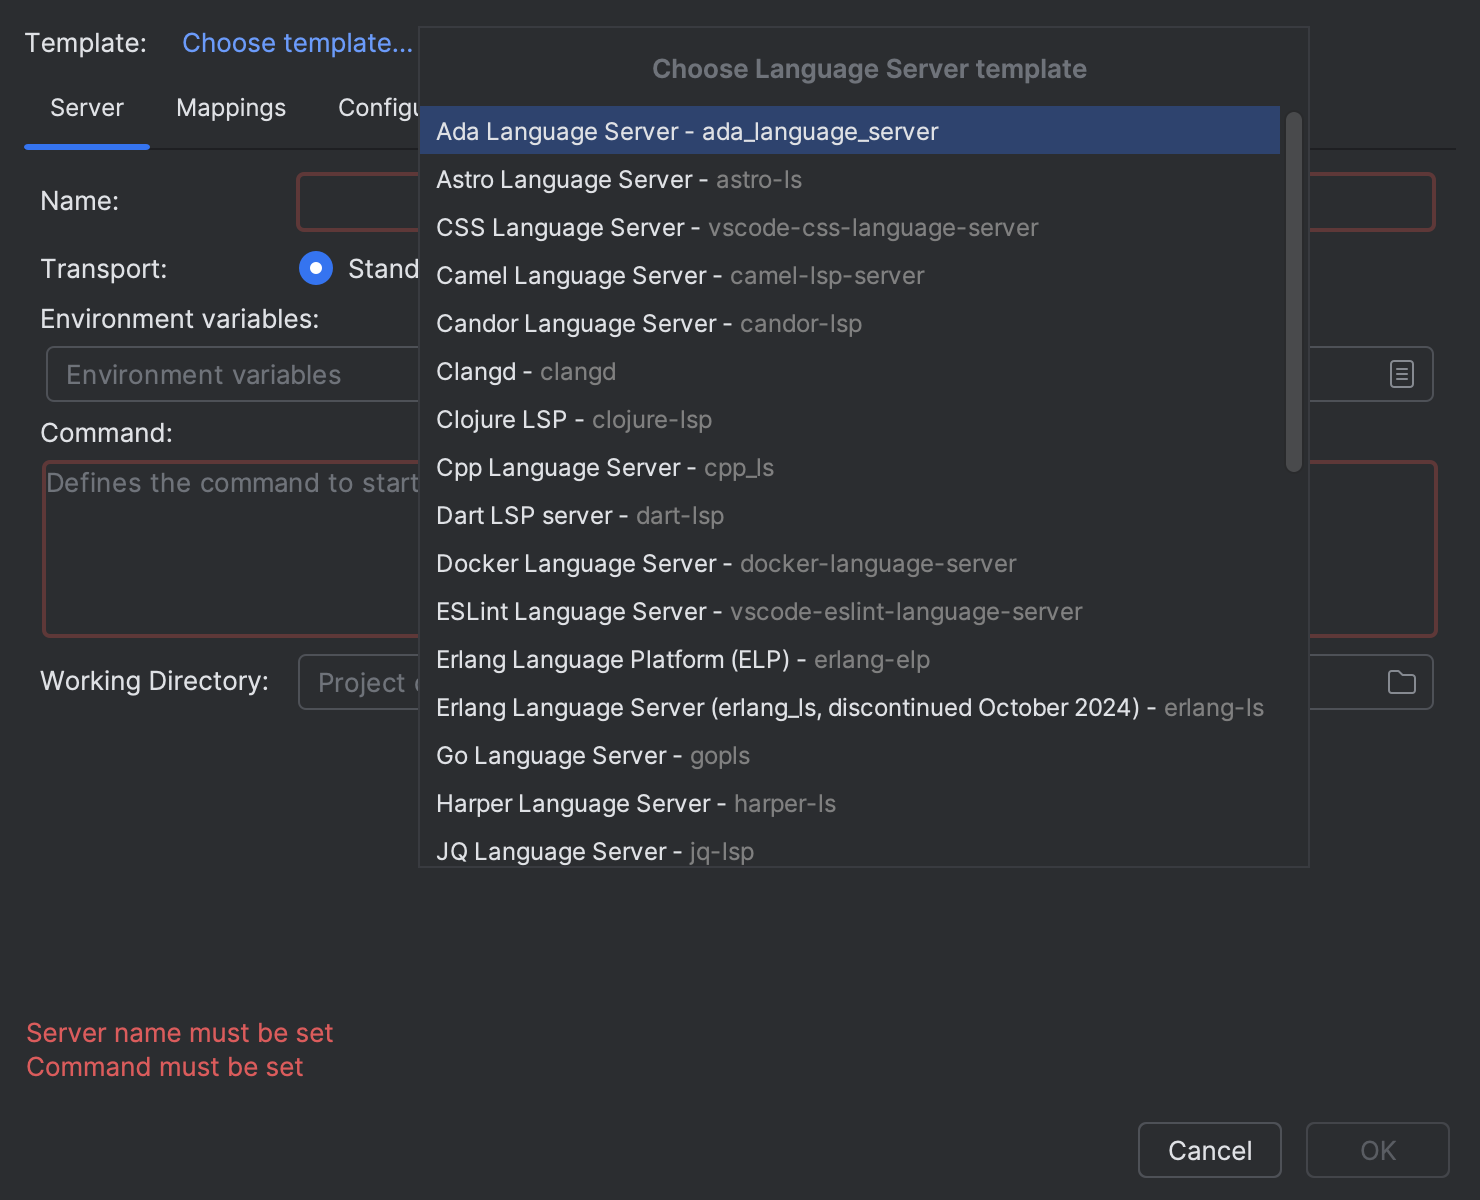 Template: Choose template...
Server Mappings Configu
Name:
Transport: Stand
Environment variables:
Environment variables
Command:
Defines the command to start
Working Directory: Project
Choose Language Server template
Ada Language Server - ada_language_server
Astro Language Server - astro-ls
CSS Language Server - vscode-css-language-server
Camel Language Server - camel-lsp-server
Candor Language Server - candor-lsp
Clangd - clangd
Clojure LSP - clojure-lsp
Cpp Language Server - cpp_ls
Dart LSP server - dart-lsp
Docker Language Server - docker-language-server
ESLint Language Server - vscode-eslint-language-server
Erlang Language Platform (ELP) - erlang-elp
Erlang Language Server (erlang_ls, discontinued October 2024) - erlang-ls
Go Language Server - gopls
Harper Language Server - harper-ls
JQ Language Server - jq-lsp
Server name must be set
Command must be set
Cancel OK